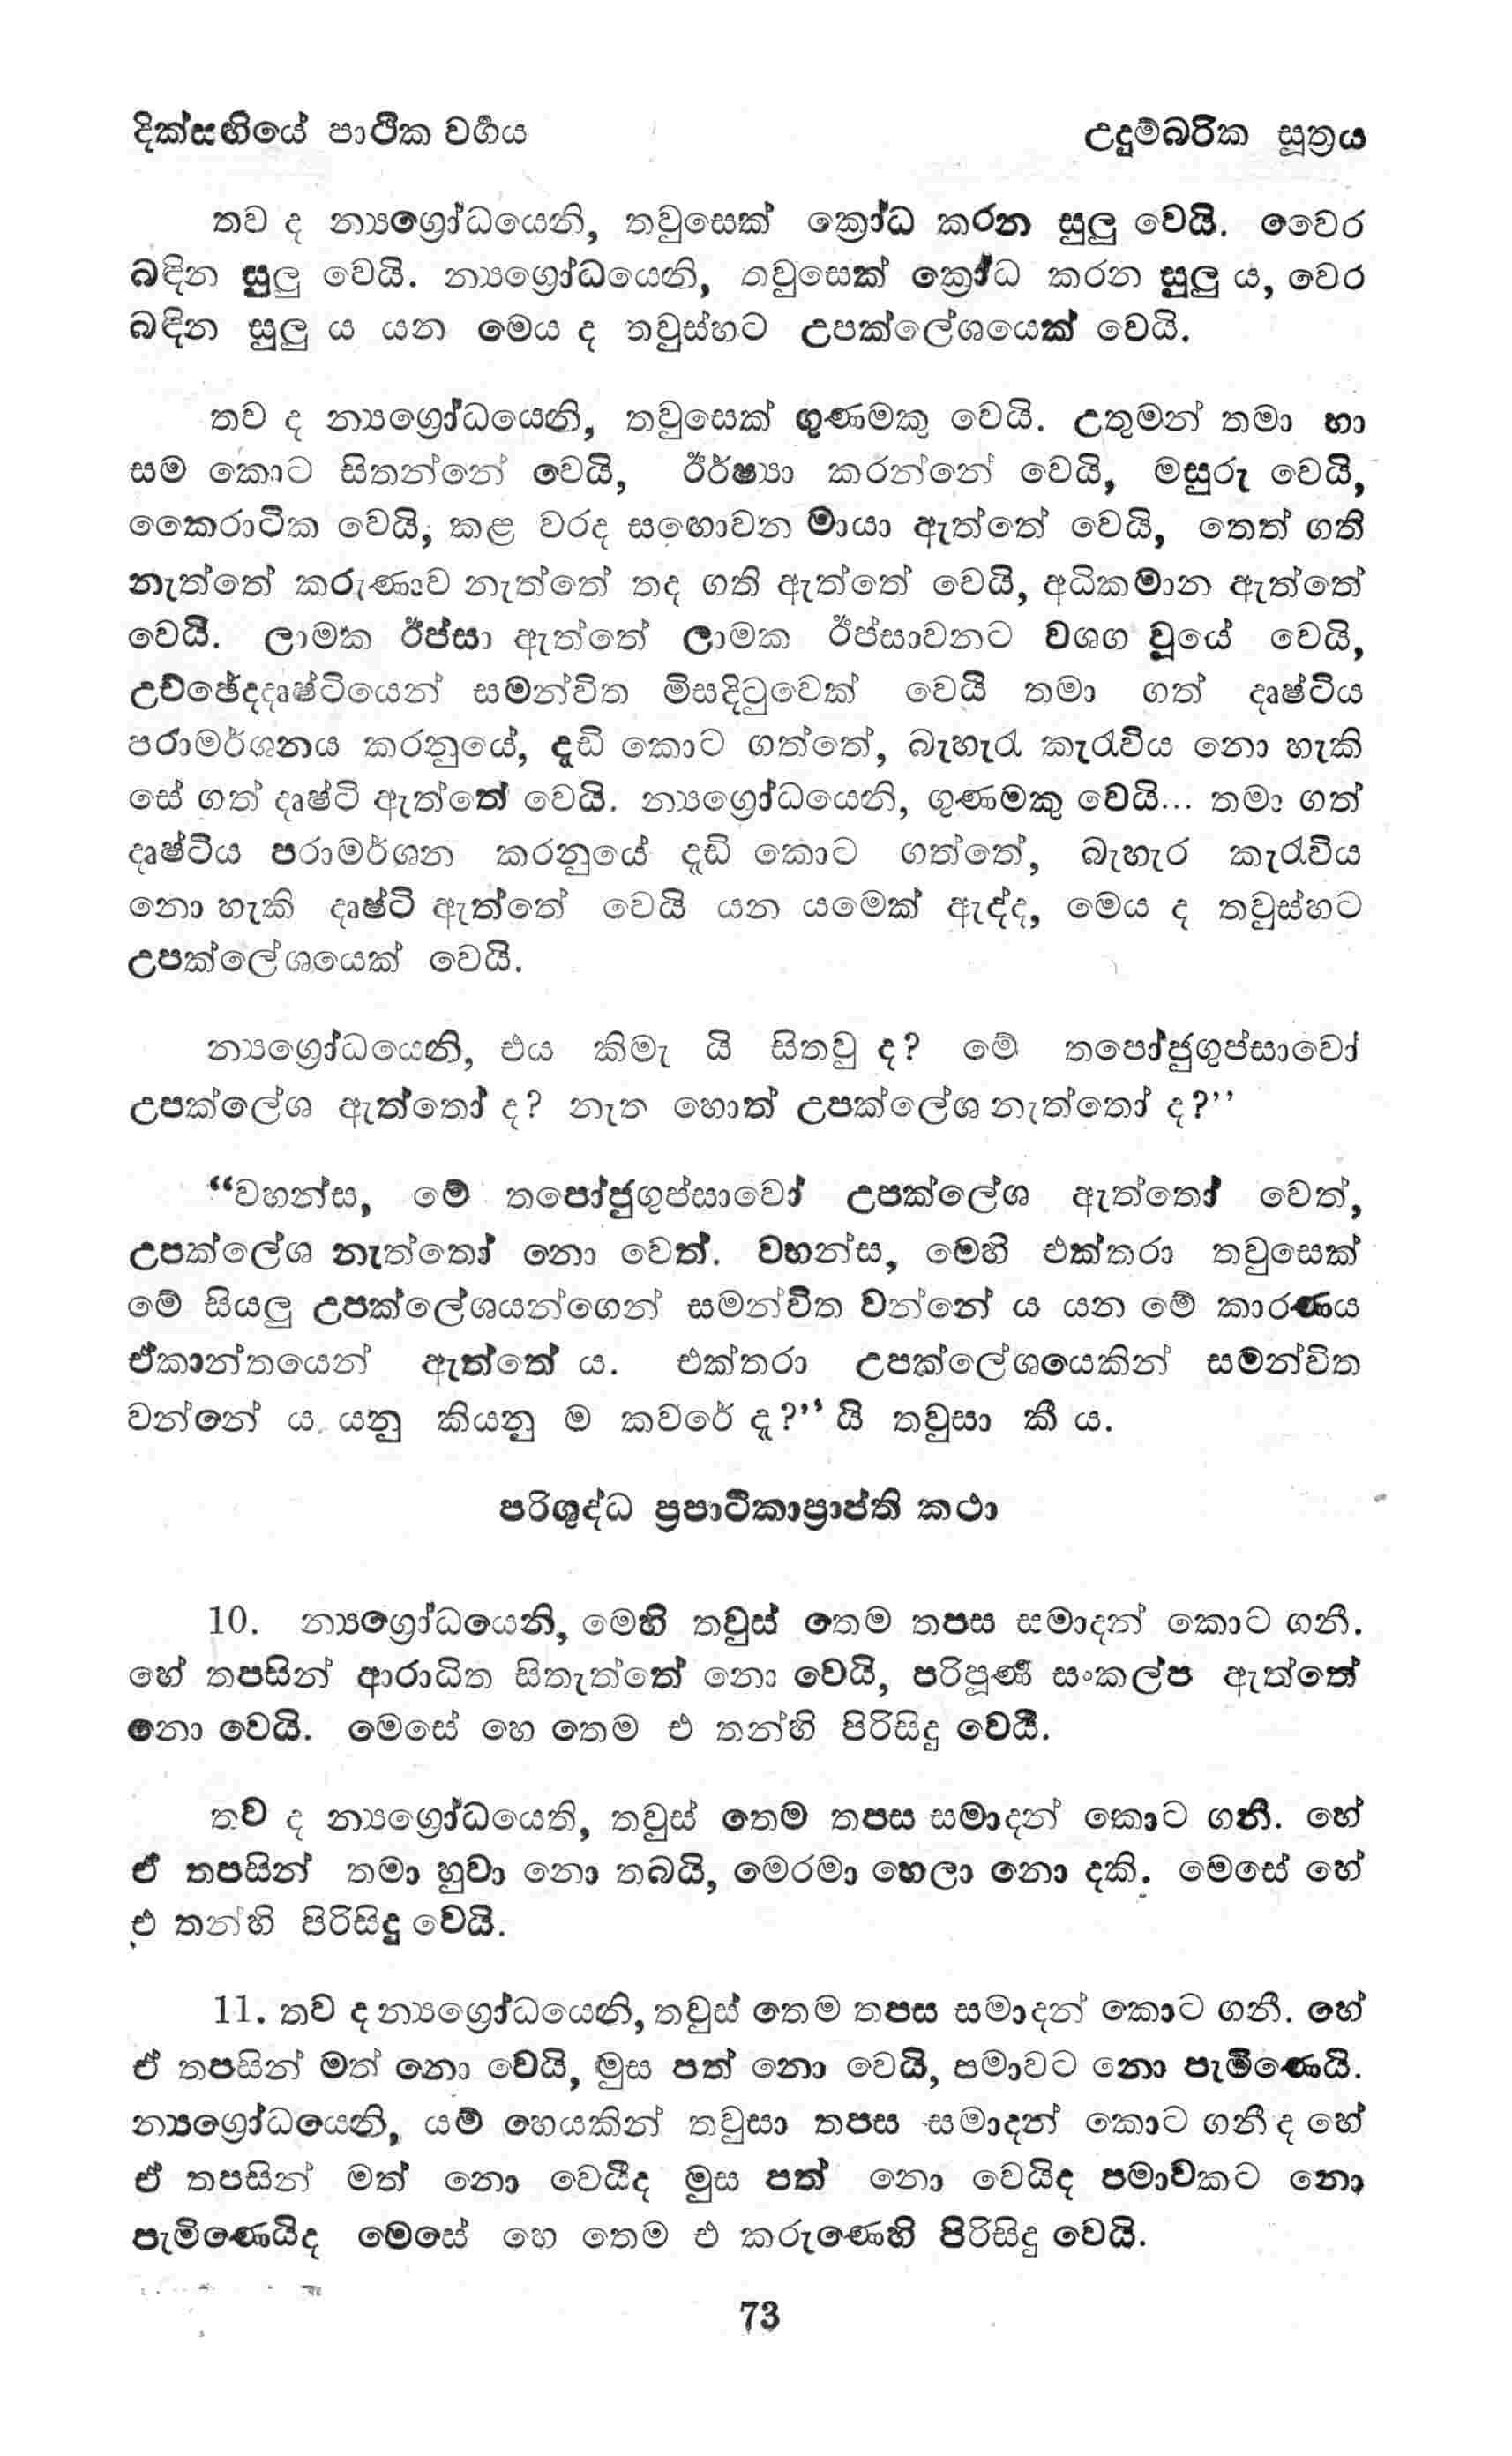 දික්සඟියේ පාථික වර්‍ගය
උදුම්බරික සූත්‍රය
තව ද න්‍යග්‍රෝධයෙනි, තවුසෙක් ක්‍රෝධ කරන සුලු වෙයි. වෛර
බඳින සුලු වෙයි. න්‍යග්‍රෝධයෙනි, තවුසෙක් ක්‍රෝධ කරන සුලු ය, වෙර
බඳින සුලු ය යන මෙය ද තවුස්හට උපක්ලේශයෙක් වෙයි.
තව ද න්‍යග්‍රෝධයෙනි, තවුසෙක් ගුණමකු වෙයි. උතුමන් තමා හා
සම කොට සිතන්නේ වෙයි, ඊර්ෂ්‍යා කරන්නේ වෙයි, මසුරු වෙයි,
කෛරාටික වෙයි, කළ වරද සඟොවන මායා ඇත්තේ වෙයි, තෙත් ගති
නැත්තේ කරුණාව නැත්තේ තද ගති ඇත්තේ වෙයි, අධිකමාන ඇත්තේ
වෙයි. ලාමක ඊප්සා ඇත්තේ ලාමක ඊප්සාවනට වශග වූයේ වෙයි,
උච්ඡේදදෘෂ්ටියෙන් සමන්විත මිසදිටුවෙක් වෙයි තමා ගත් දෘෂ්ටිය
පරාමර්ශනය කරනුයේ, දැඩි කොට ගත්තේ, බැහැරැ කැරැවිය නො හැකි
සේ ගත් දෘෂ්ටි ඇත්තේ වෙයි. න්‍යග්‍රෝධයෙනි, ගුණමකු වෙයි... තමා ගත්
දෘෂ්ටිය පරාමර්ශන කරනුයේ දැඩි කොට ගත්තේ, බැහැර කැරැවිය
නො හැකි දෘෂ්ටි ඇත්තේ වෙයි යන යමෙක් ඇද්ද, මෙය ද තවුස්හට
උපක්ලේශයෙක් වෙයි.
න්‍යග්‍රෝධයෙනි, එය කිමැ යි සිතවු ද? මේ තපෝජුගුප්සාවෝ
උපක්ලේශ ඇත්තෝ ද? නැත හොත් උපක්ලේශ නැත්තෝ ද?’’
“වහන්ස, මේ තපෝජුගුප්සාවෝ උපක්ලේශ ඇත්තෝ වෙත්,
උපක්ලේශ නැත්තෝ නො වෙත්. වහන්ස, මෙහි එක්තරා තවුසෙක්
මේ සියලු උපක්ලේශයන්ගෙන් සමන්විත වන්නේ ය යන මේ කාරණය
ඒකාන්තයෙන් ඇත්තේ ය. එක්තරා උපක්ලේශයෙකින් සමන්විත
වන්නේ ය යනු කියනු ම කවරේ දැ?’’ යි තවුසා කී ය.
පරිශුද්ධ ප්‍රපාටිකාප්‍රාප්ති කථා
10. න්‍යග්‍රෝධයෙනි, මෙහි තවුස් තෙම තපස සමාදන් කොට ගනී.
හේ තපසින් ආරාධිත සිතැත්තේ නො වෙයි, පරිපූර්‍ණ සංකල්ප ඇත්තේ
නො වෙයි. මෙසේ හෙ තෙම එ තන්හි පිරිසිදු වෙයි.
තව ද න්‍යග්‍රෝධයෙනි, තවුස් තෙම තපස සමාදන් කොට ගනී. හේ
ඒ තපසින් තමා හුවා නො තබයි, මෙරමා හෙලා නො දකි. මෙසේ හේ
එ තන්හි පිරිසිදු වෙයි.
11. තව ද න්‍යග්‍රෝධයෙනි, තවුස් තෙම තපස සමාදන් කොට ගනී. හේ
ඒ තපසින් මත් නො වෙයි, මුස පත් නො වෙයි, පමාවට නො පැමිණෙයි.
න්‍යග්‍රෝධයෙනි, යම් හෙයකින් තවුසා තපස සමාදන් කොට ගනී ද හේ
ඒ තපසින් මත් නො වෙයිද මුස පත් නො වෙයිද පමාවකට නො
පැමිණෙයිද මෙසේ හෙ තෙම එ කරුණෙහි පිරිසිදු වෙයි.
73